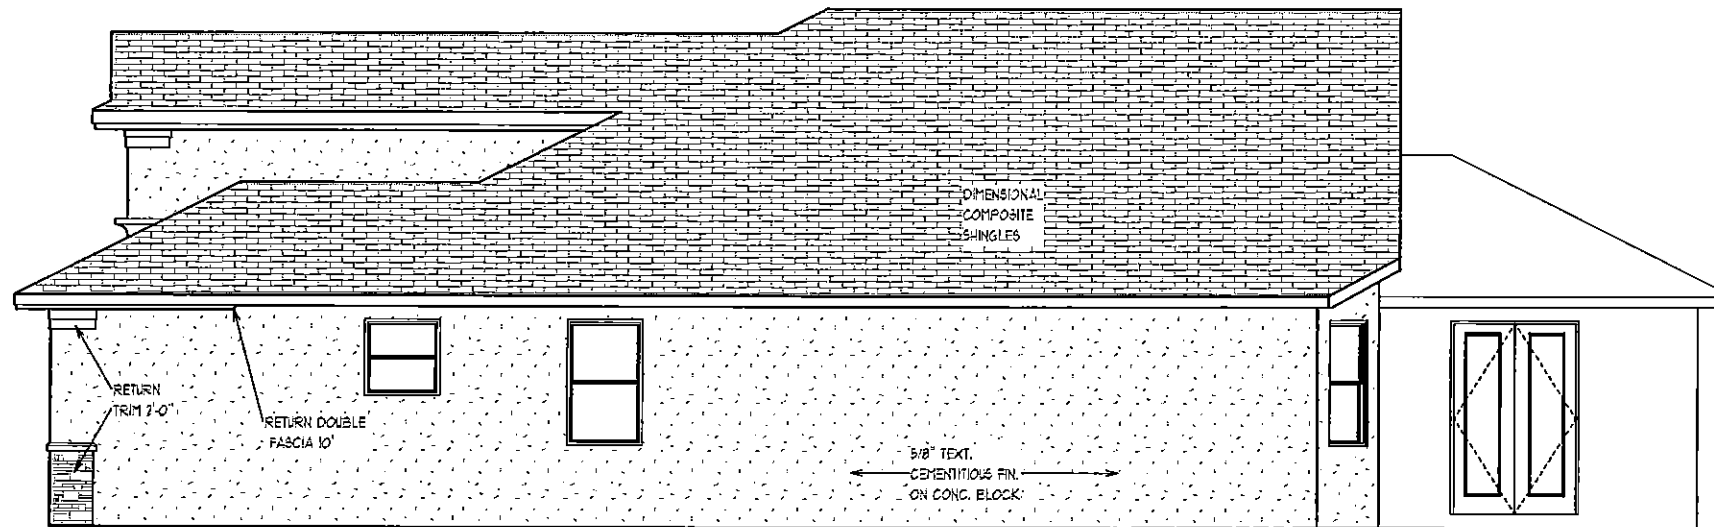 DIMENSIONAL
COMPOSITE
SHINGLES
RETURN
TRIM 2'-0"
RETURN DOUBLE
FASCIA 10'
5/8" TEXT.
CEMENTITIOUS FIN.
ON CONC. BLOCK